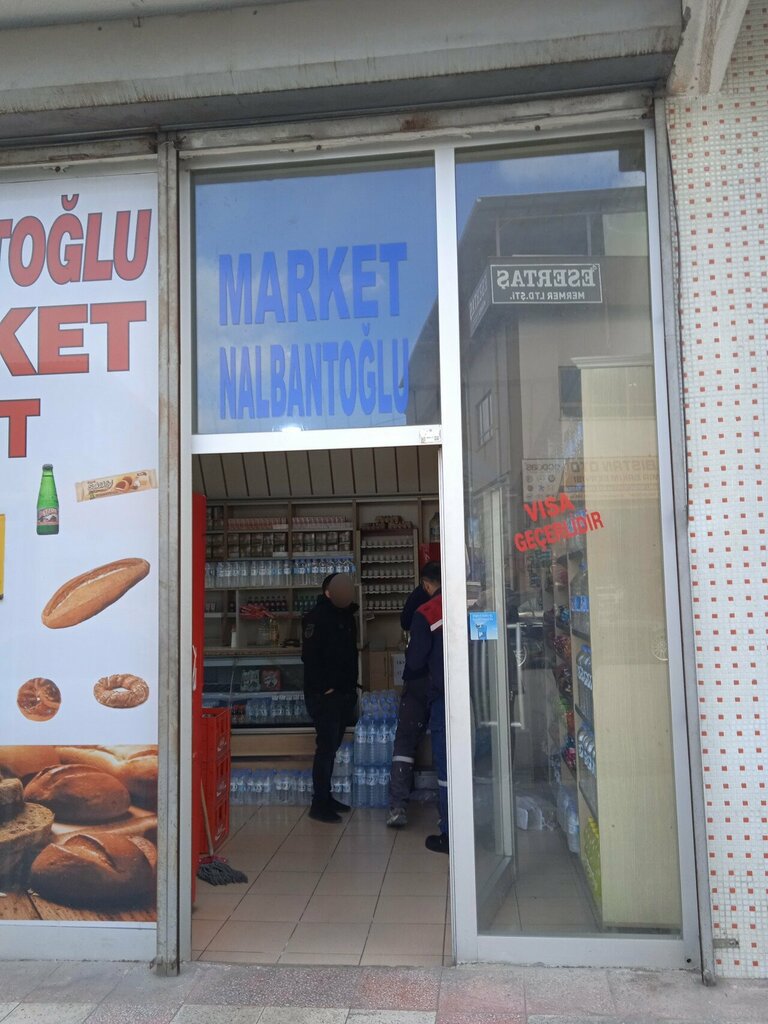 TOĞLU
KET
T
MARKET
NALBANTOĞLU
ESERTAŞ
MERMER LTD.ŞTİ.
VISA
GEÇERLİDİR